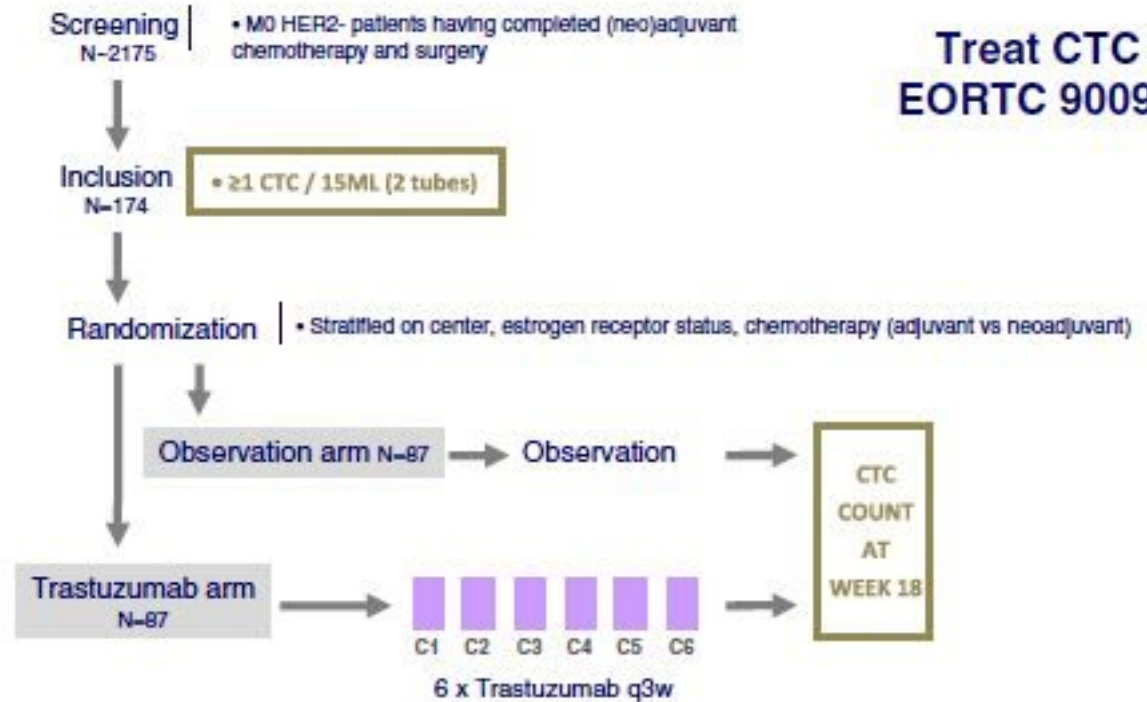 Treat CTC
EORTC 9009
Screening
N=2175
• M0 HER2- patients having completed (neo)adjuvant
chemotherapy and surgery
Inclusion
N=174
• ≥1 CTC / 15ML (2 tubes)
Randomization
• Stratified on center, estrogen receptor status, chemotherapy (adjuvant vs neoadjuvant)
Observation arm N=87
Observation
Trastuzumab arm
N=87
C1 C2 C3 C4 C5 C6
6 x Trastuzumab q3w
CTC
COUNT
AT
WEEK 18